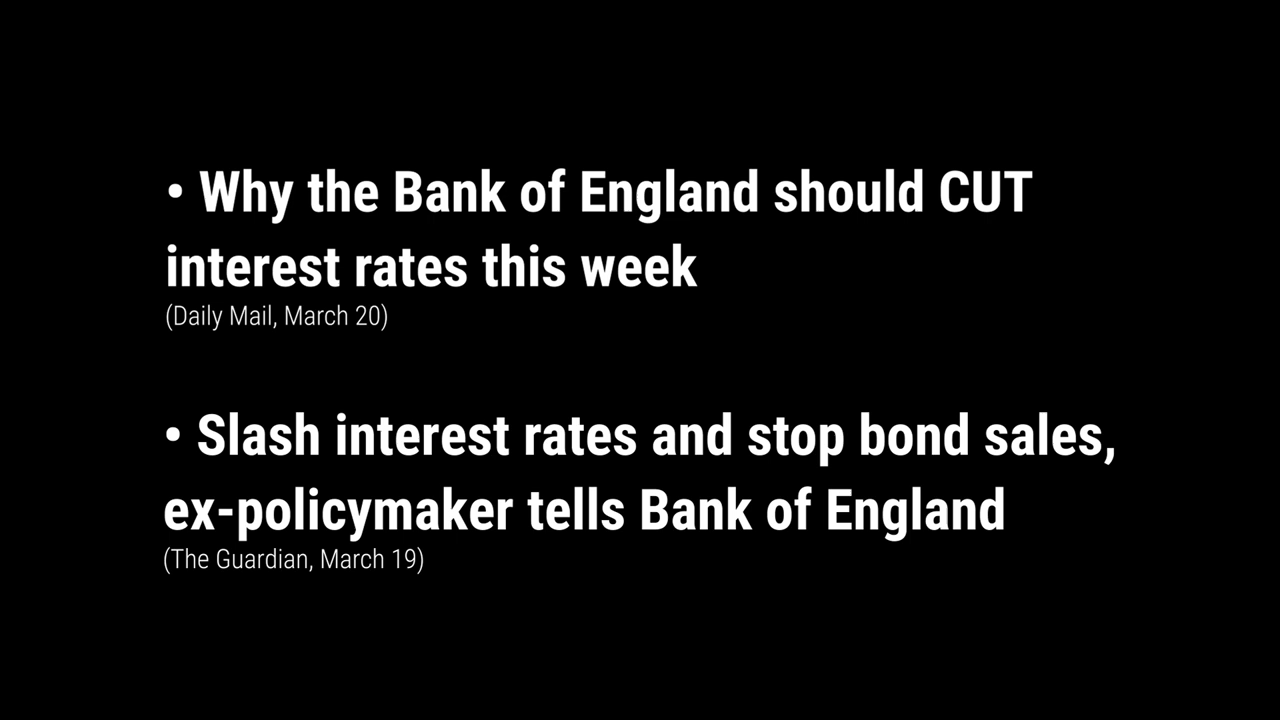 • Why the Bank of England should CUT
interest rates this week
(Daily Mail, March 20)
• Slash interest rates and stop bond sales,
ex-policymaker tells Bank of England
(The Guardian, March 19)